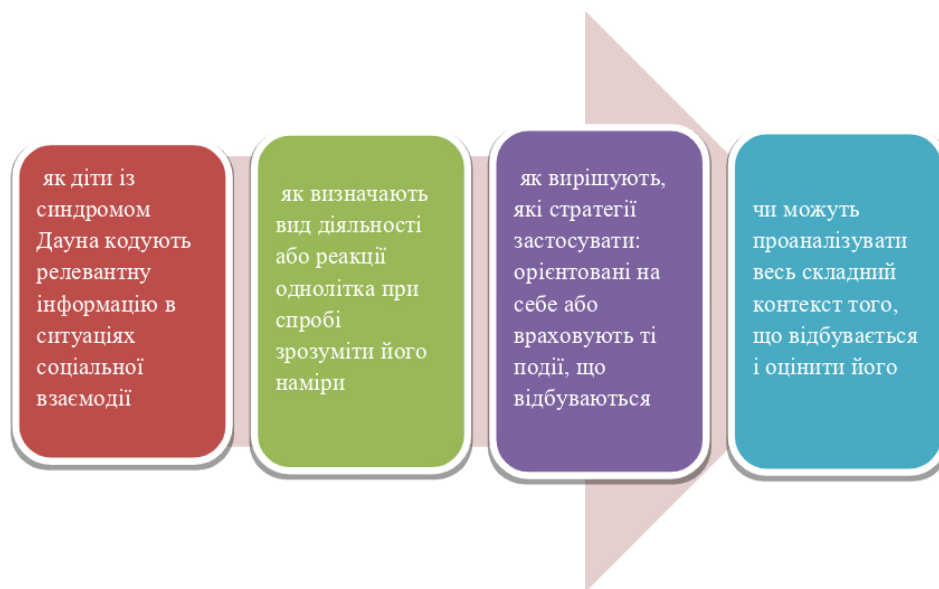 як діти із
синдромом
Дауна кодують
релевантну
інформацію в
ситуаціях
соціальної
взаємодії
як визначають
вид діяльності
або реакції
однолітка при
спробі
зрозуміти його
наміри
як вирішують,
які стратегії
застосувати:
орієнтовані на
себе або
враховують ті
події, що
відбуваються
чи можуть
проаналізувати
весь складний
контекст того,
що відбувається
і оцінити його